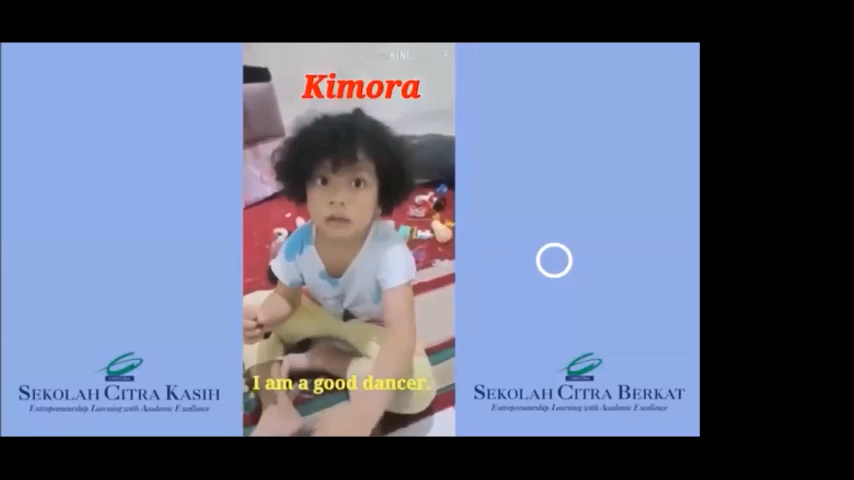 Kimora
I am a good dancer.
SEKOLAH CITRA KASIH
Entrepreneurship Learning with Academic Excellence
SEKOLAH CITRA BERKAT
Entrepreneurship Learning with Academic Excellence